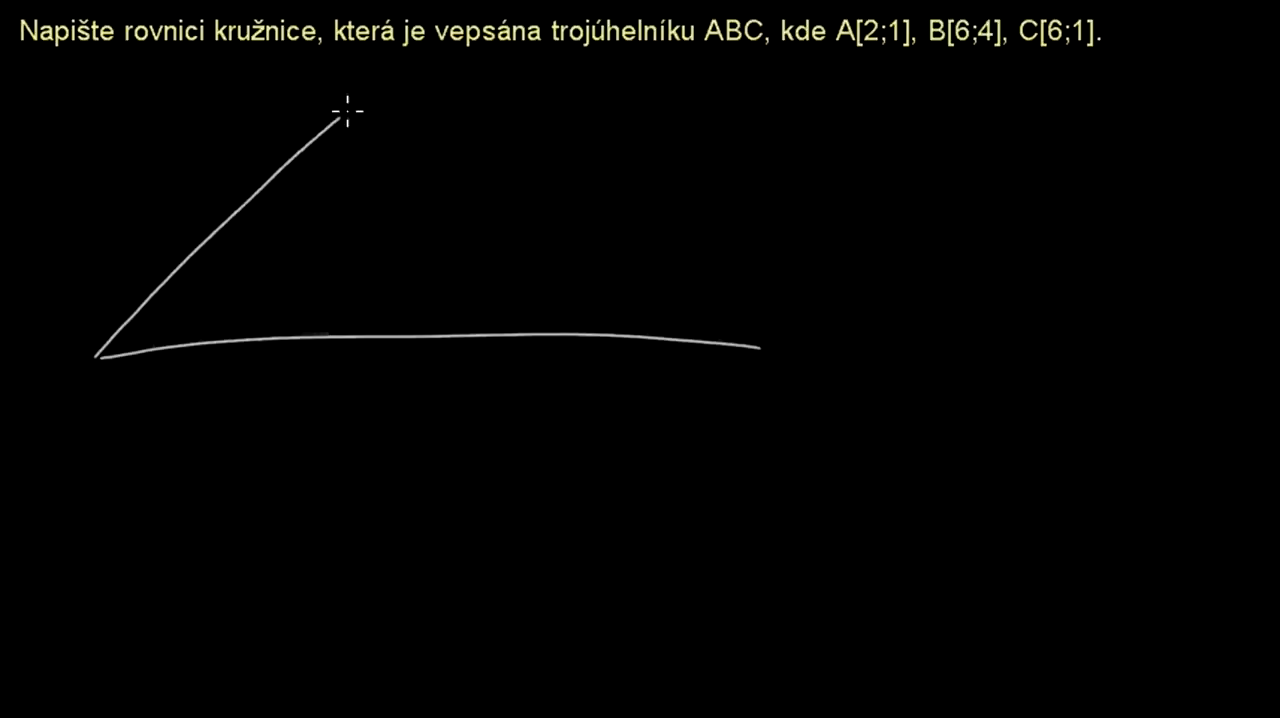 Napište rovnici kružnice, která je vepsána trojúhelníku ABC, kde A[2;1], B[6;4], C[6;1].